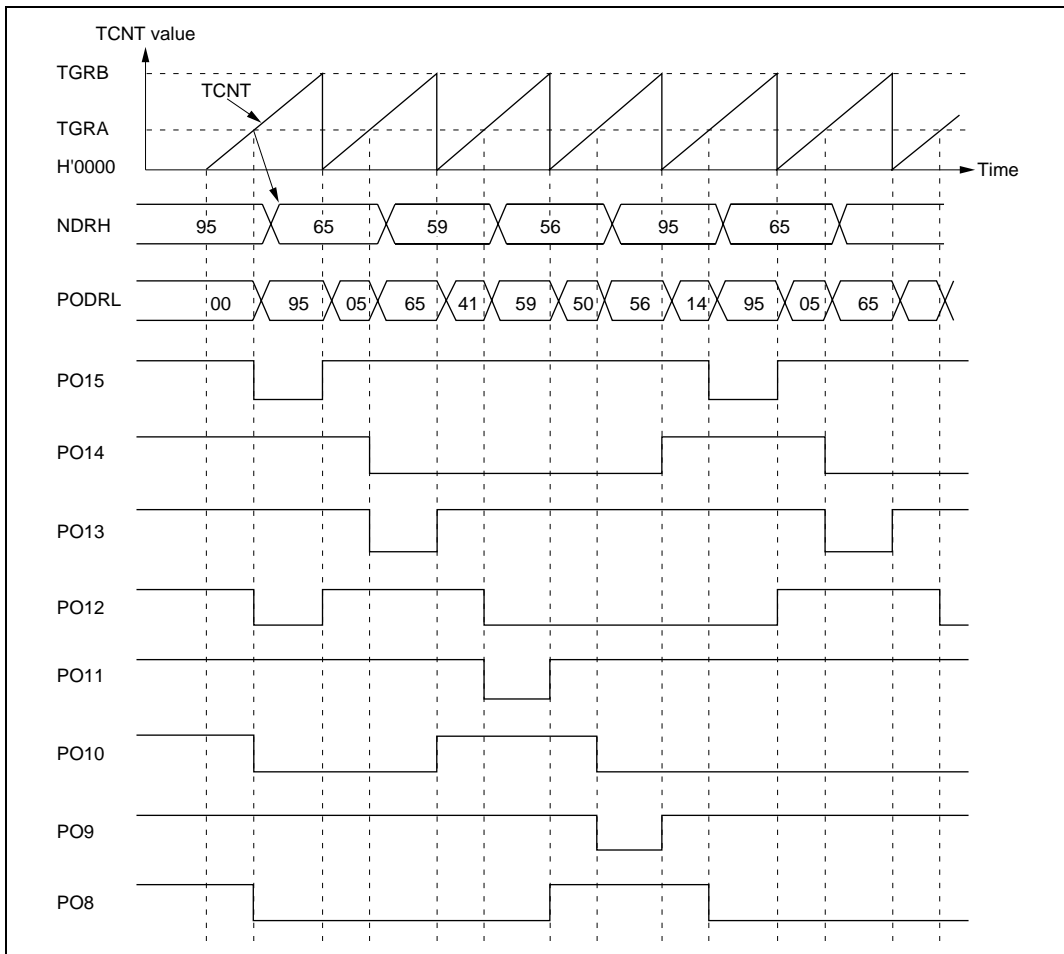 TCNT value
TGRB
TCNT
TGRA
H'0000
Time
NDRH 95 65 59 56 95 65
PODRL 00 95 05 65 41 59 50 56 14 95 05 65
PO15
PO14
PO13
PO12
PO11
PO10
PO9
PO8